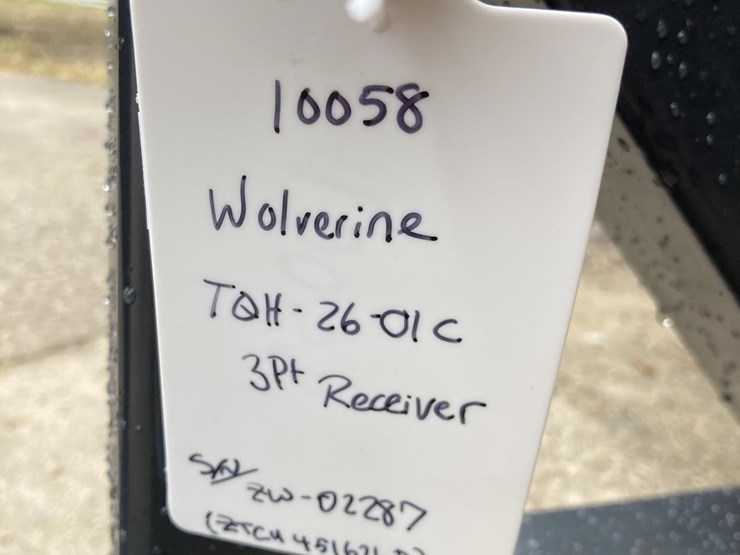 10058
Wolverine
TQH-26-01C
3Pt Receiver
S/N
ZW-02287